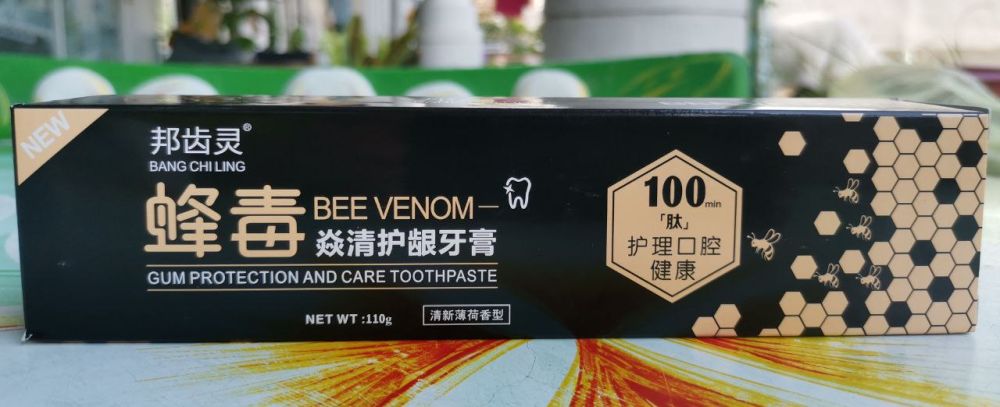 NEW
邦齿灵®
BANG CHI LING
蜂毒
BEE VENOM
焱清护龈牙膏
GUM PROTECTION AND CARE TOOTHPASTE
NET WT :110g
清新薄荷香型
100min
「肽」
护理口腔
健康